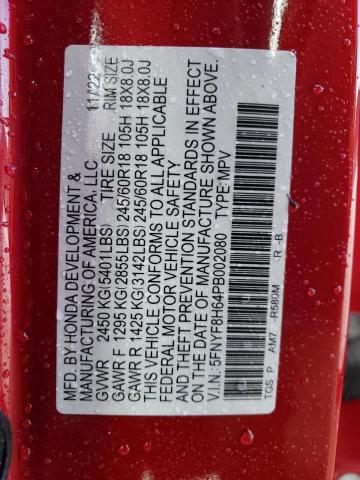 MFD. BY HONDA DEVELOPMENT & 11/22
MANUFACTURING OF AMERICA, LLC
TIRE SIZE RIM SIZE
GVWR 2450 KG(5401LBS)
GAWR F 1295 KG(2855LBS) 245/60R18 105H 18X8.0J
GAWR R 1425 KG(3142LBS) 245/60R18 105H 18X8.0J
THIS VEHICLE CONFORMS TO ALL APPLICABLE
FEDERAL MOTOR VEHICLE SAFETY
AND THEFT PREVENTION STANDARDS IN EFFECT
ON THE DATE OF MANUFACTURE SHOWN ABOVE.
V.I.N: 5FNYF8H64PB002080 TYPE: MPV
TGS P AM7 -R580M -R -B